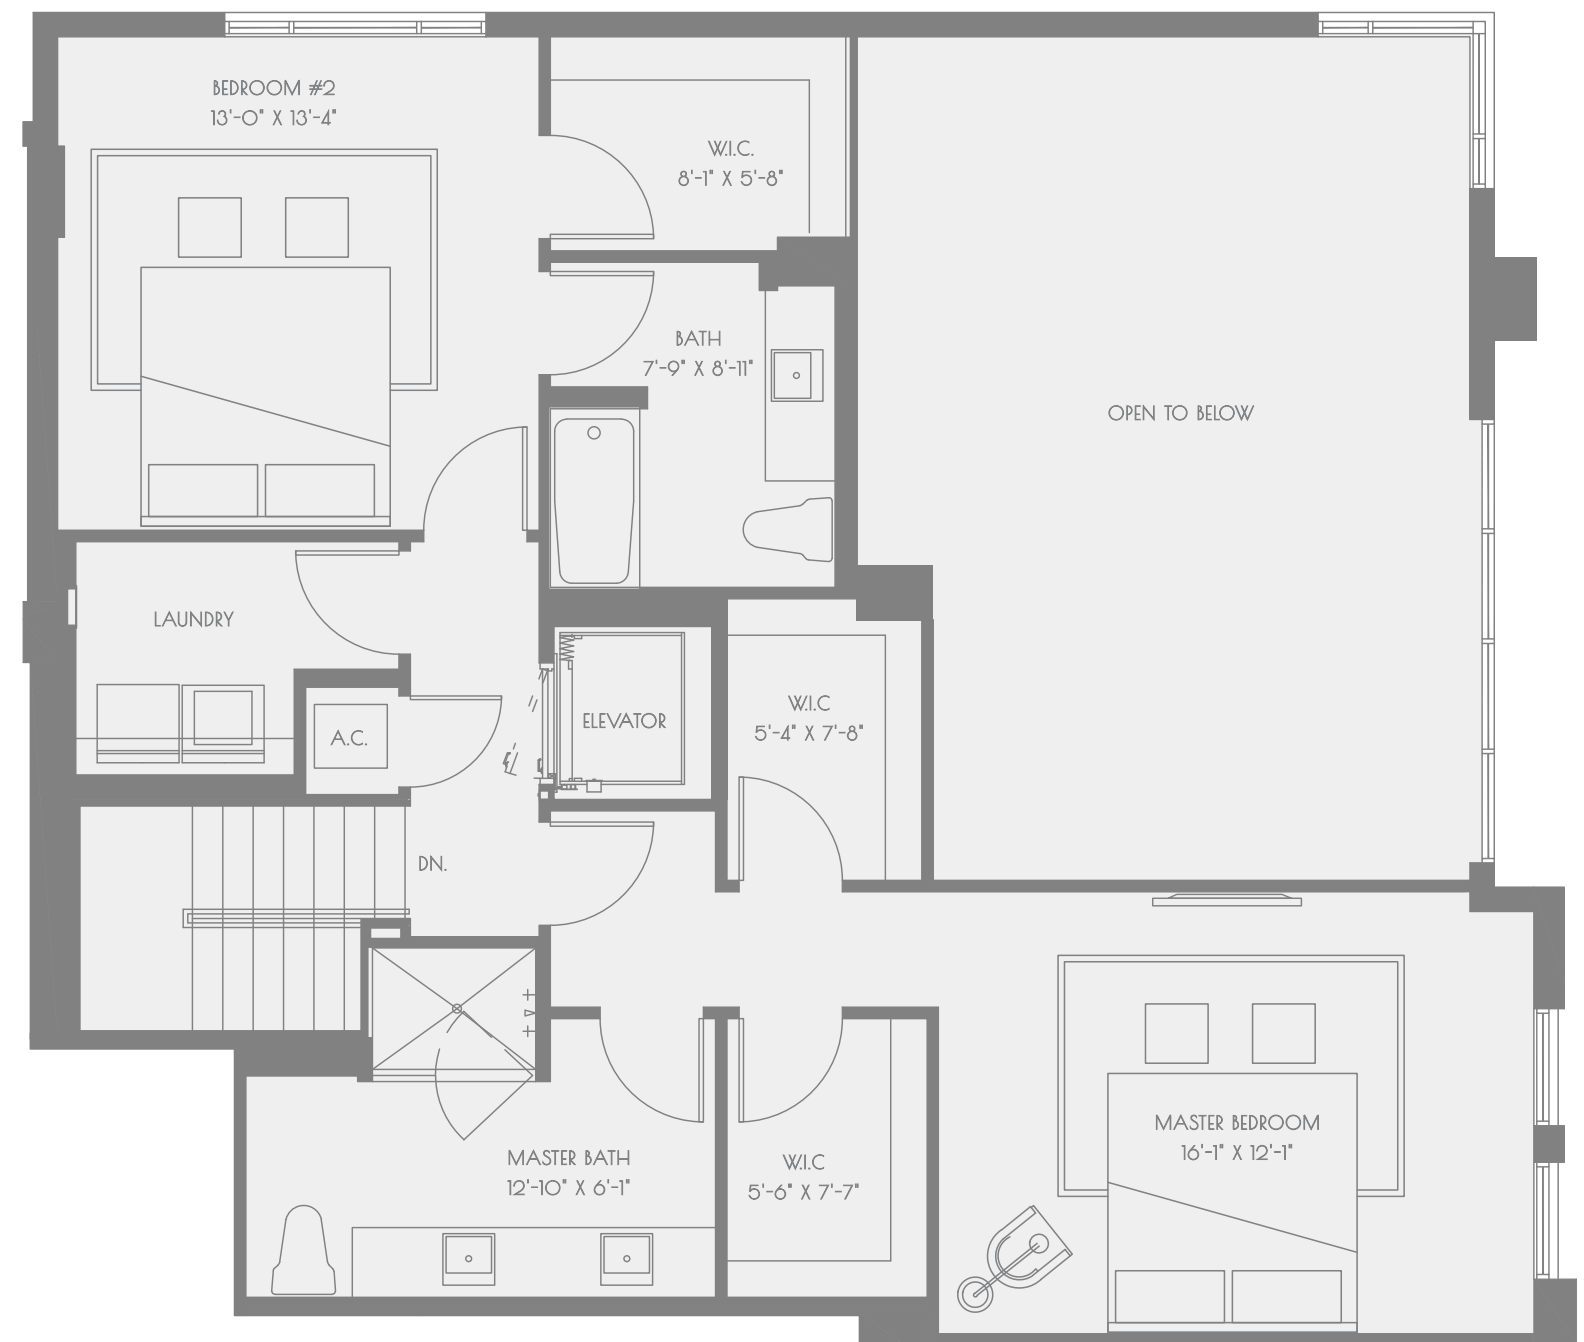 BEDROOM #2
13'-0" X 13'-4"
W.I.C.
8'-1" X 5'-8"
BATH
7'-9" X 8'-11"
OPEN TO BELOW
LAUNDRY
A.C.
ELEVATOR
W.I.C
5'-4" X 7'-8"
DN.
MASTER BEDROOM
16'-1" X 12'-1"
MASTER BATH
12'-10" X 6'-1"
W.I.C
5'-6" X 7'-7"